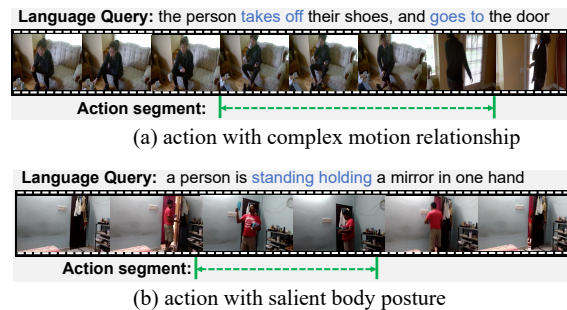 Language Query: the person takes off their shoes, and goes to the door
Action segment:
(a) action with complex motion relationship
Language Query: a person is standing holding a mirror in one hand
Action segment:
(b) action with salient body posture